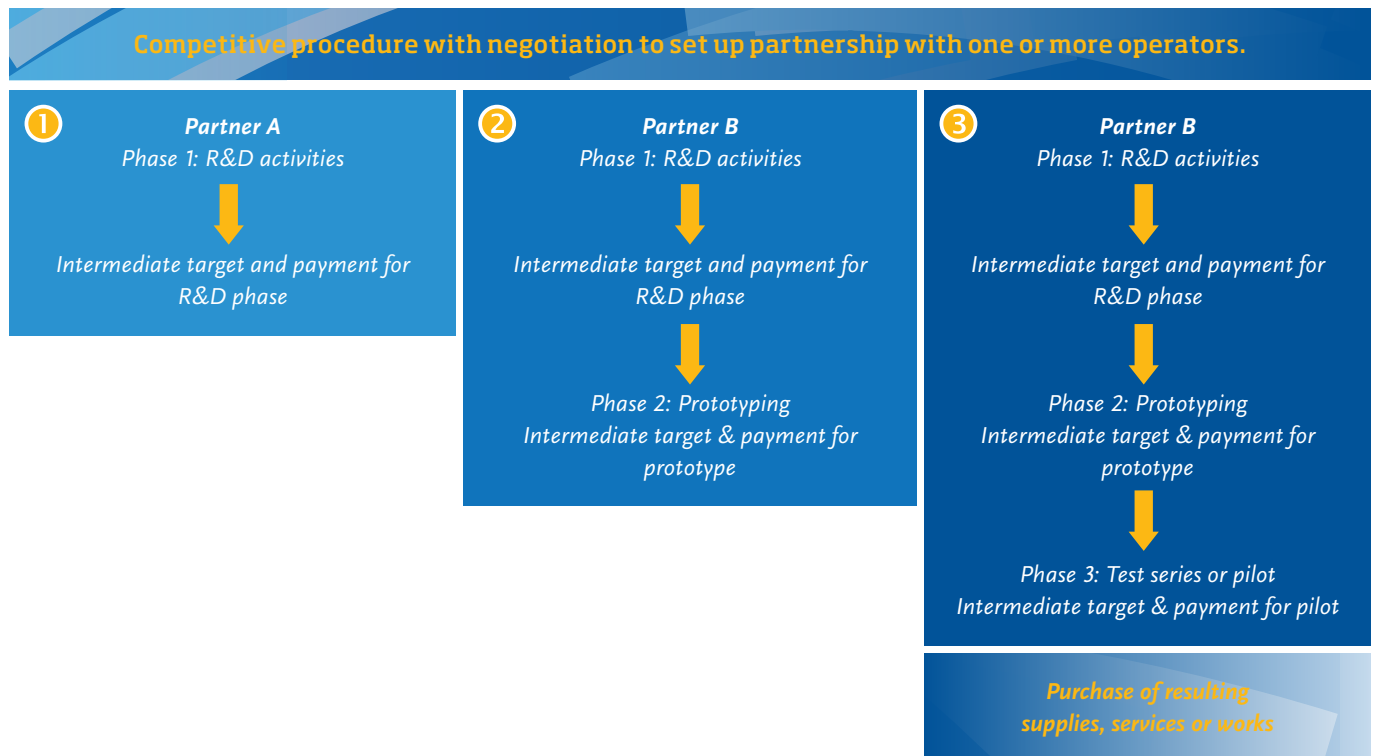 Competitive procedure with negotiation to set up partnership with one or more operators.
1
Partner A
Phase 1: R&D activities
Intermediate target and payment for
R&D phase
2
Partner B
Phase 1: R&D activities
Intermediate target and payment for
R&D phase
Phase 2: Prototyping
Intermediate target & payment for
prototype
3
Partner B
Phase 1: R&D activities
Intermediate target and payment for
R&D phase
Phase 2: Prototyping
Intermediate target & payment for
prototype
Phase 3: Test series or pilot
Intermediate target & payment for pilot
Purchase of resulting
supplies, services or works